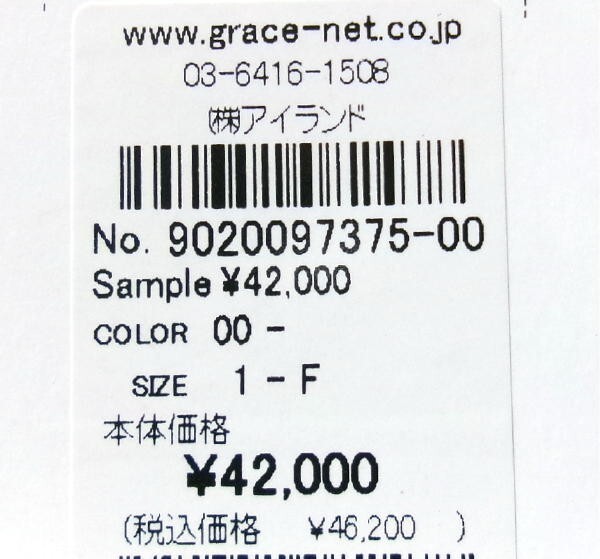 www.grace-net.co.jp
03-6416-1508
㈱アイランド
No. 9020097375-00
Sample ¥42,000
COLOR 00 -
SIZE 1 - F
本体価格
¥42,000
(税込価格 ¥46,200 )